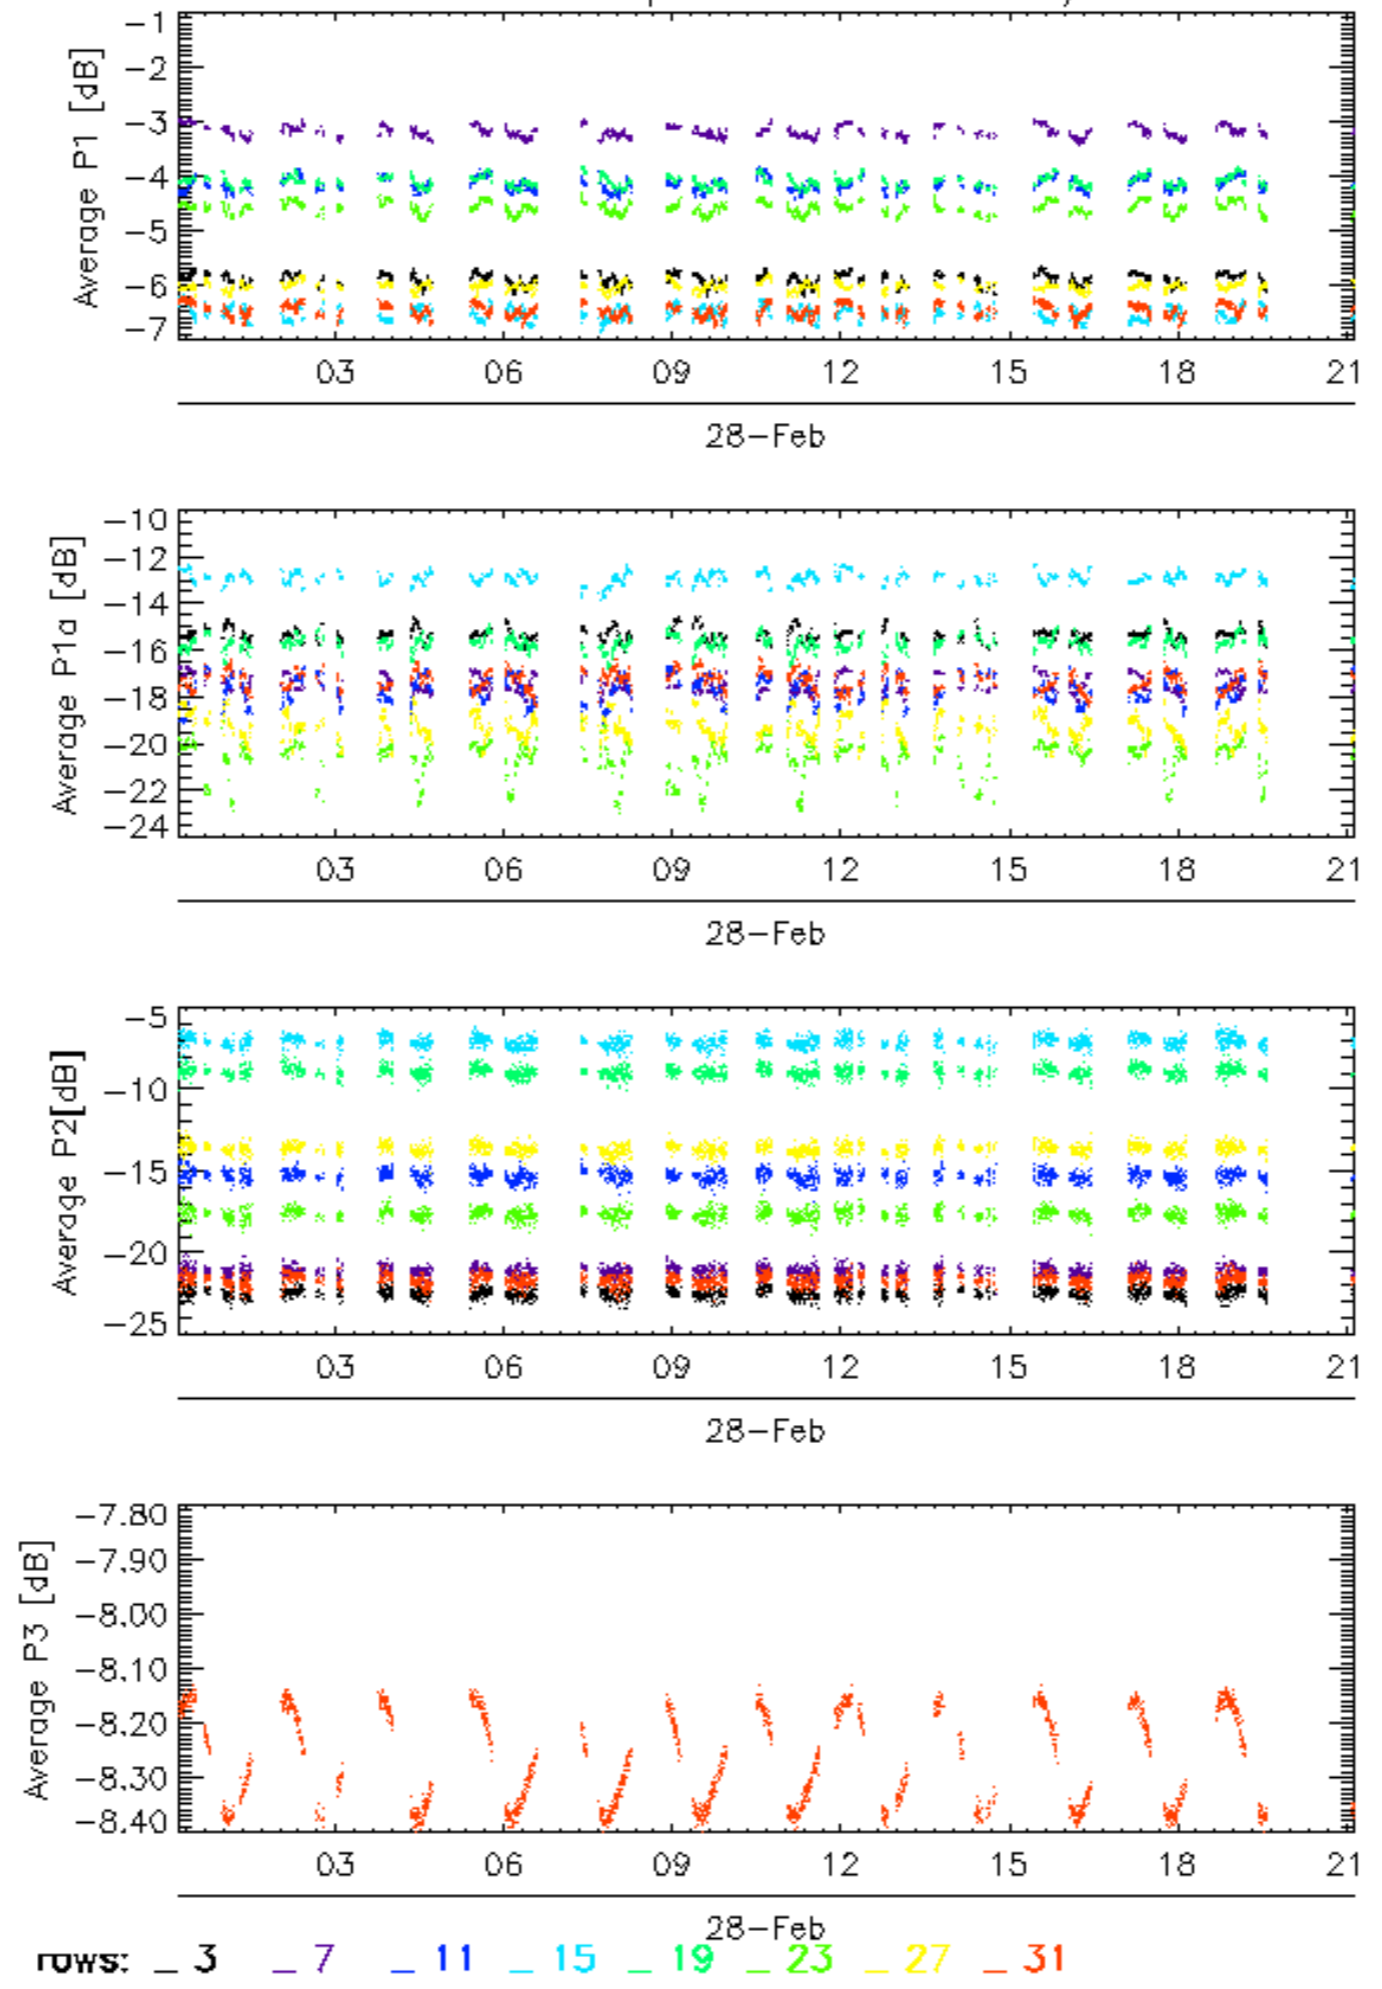 Average P1 [dB]
-1
-2
-3
-4
-5
-6
-7
03 06 09 12 15 18 21
28-Feb
Average P1a [dB]
-10
-12
-14
-16
-18
-20
-22
-24
03 06 09 12 15 18 21
28-Feb
Average P2[dB]
-5
-10
-15
-20
-25
03 06 09 12 15 18 21
28-Feb
Average P3 [dB]
-7.80
-7.90
-8.00
-8.10
-8.20
-8.30
-8.40
03 06 09 12 15 18 21
28-Feb
rows: _ 3 _ 7 _ 11 _ 15 _ 19 _ 23 _ 27 _ 31